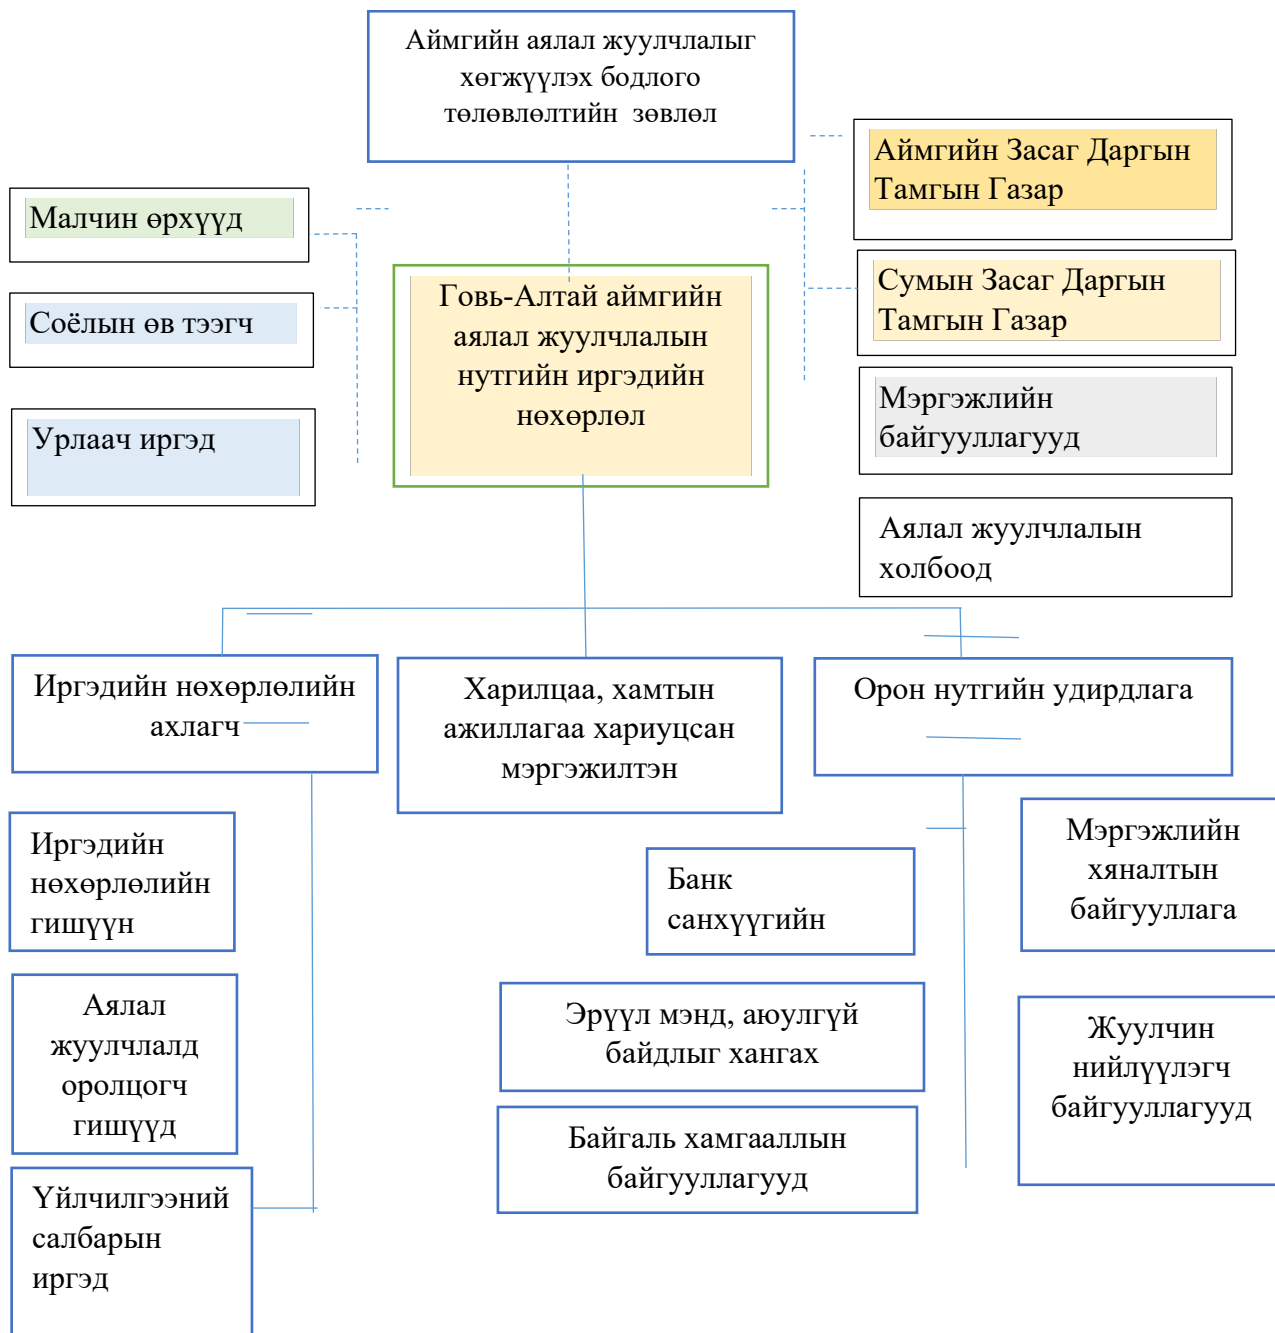 Аймгийн аялал жуулчлалыг
хөгжүүлэх бодлого
төлөвлөлтийн зөвлөл
Аймгийн Засаг Даргын
Тамгын Газар
Малчин өрхүүд
Сумын Засаг Даргын
Тамгын Газар
Говь-Алтай аймгийн
аялал жуулчлалын
нутгийн иргэдийн
нөхөрлөл
Соёлын өв тээгч
Мэргэжлийн
байгууллагууд
Урлаач иргэд
Аялал жуулчлалын
холбоод
Иргэдийн нөхөрлөлийн
ахлагч
Харилцаа, хамтын
ажиллагаа хариуцсан
мэргэжилтэн
Орон нутгийн удирдлага
Иргэдийн
нөхөрлөлийн
гишүүн
Банк
санхүүгийн
Мэргэжлийн
хяналтын
байгууллага
Аялал
жуулчлалд
оролцогч
гишүүд
Эрүүл мэнд, аюулгүй
байдлыг хангах
Жуулчин
нийлүүлэгч
байгууллагууд
Байгаль хамгааллын
байгууллагууд
Үйлчилгээний
салбарын
иргэд